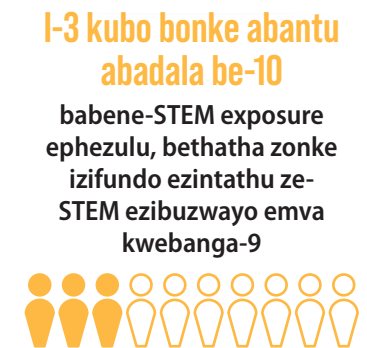 I-3 kubo bonke abantu
abadala be-10
babene-STEM exposure
ephezulu, bethatha zonke
izifundo ezintathu ze-
STEM ezibuzwayo emva
kwebanga-9